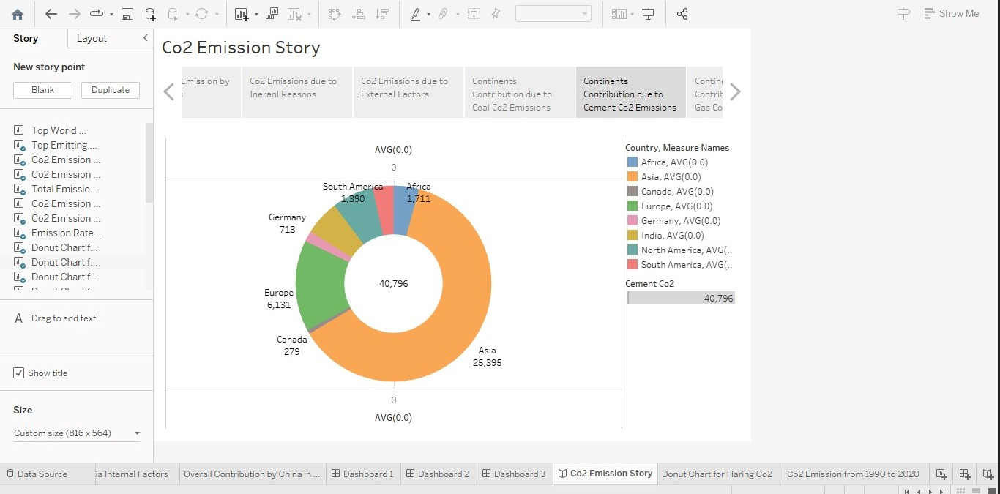 Show Me
Story
Layout
New story point
Blank
Duplicate
Top World ...
Top Emitting ...
Co2 Emission ...
Co2 Emission ...
Total Emissio...
Co2 Emission ...
Co2 Emission ...
Emission Rate...
Donut Chart f...
Donut Chart f...
Donut Chart f...
A Drag to add text
Show title
Size
Custom size (816 x 564)
Co2 Emission Story
Emission by
Co2 Emissions due to
Ineranl Reasons
Co2 Emissions due to
External Factors
Continents
Contribution due to
Coal Co2 Emissions
Continents
Contribution due to
Cement Co2 Emissions
Contine
Contrib
Gas Co
AVG(0.0)
0
South America
1,390
Africa
1,711
Germany
713
40,796
Europe
6,131
Canada
279
Asia
25,395
0
AVG(0.0)
Country, Measure Names
Africa, AVG(0.0)
Asia, AVG(0.0)
Canada, AVG(0.0)
Europe, AVG(0.0)
Germany, AVG(0.0)
India, AVG(0.0)
North America, AVG(..
South America, AVG(..
Cement Co2
40,796
Data Source
ia Internal Factors
Overall Contribution by China in ...
Dashboard 1
Dashboard 2
Dashboard 3
Co2 Emission Story
Donut Chart for Flaring Co2
Co2 Emission from 1990 to 2020